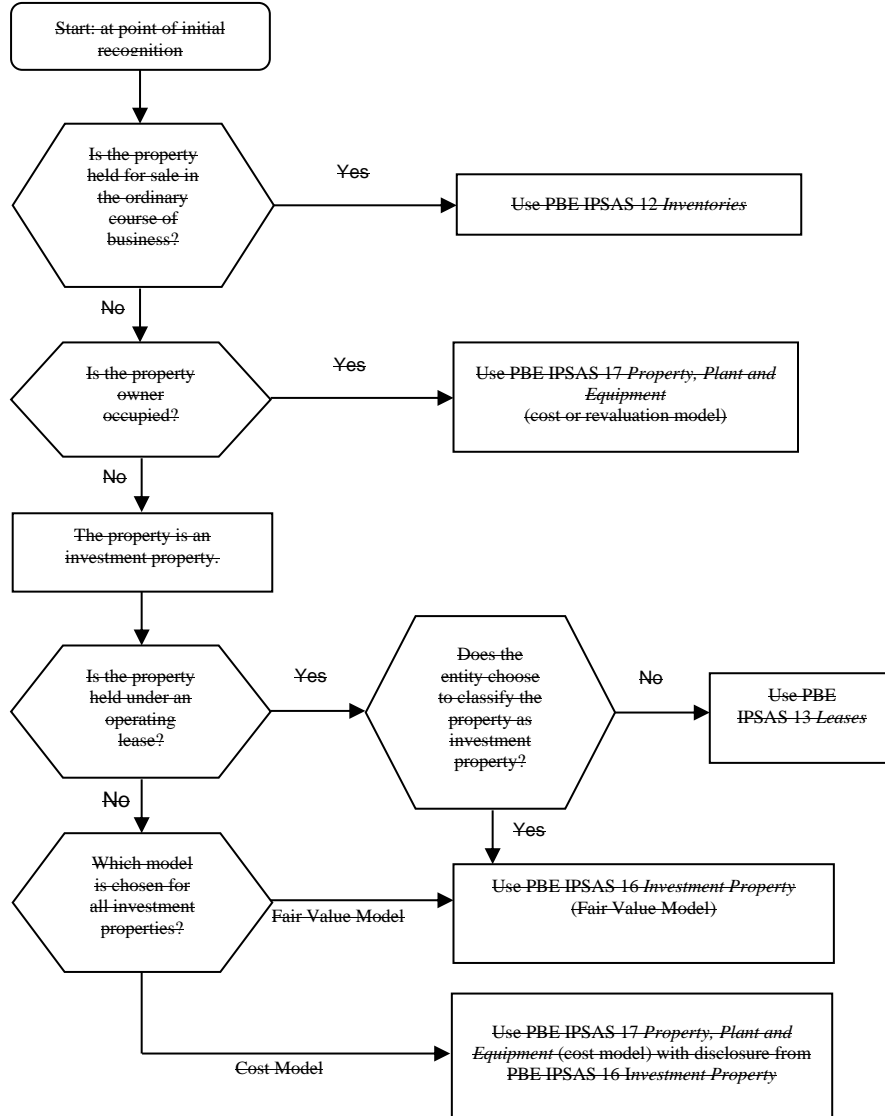 Start: at point of initial
recognition
Is the property
held for sale in
the ordinary
course of
business?
Yes
Use PBE IPSAS 12 Inventories
No
Is the property
owner
occupied?
Yes
Use PBE IPSAS 17 Property, Plant and
Equipment
(cost or revaluation model)
No
The property is an
investment property.
Is the property
held under an
operating
lease?
Yes
Does the
entity choose
to classify the
property as
investment
property?
No
Use PBE
IPSAS 13 Leases
No
Yes
Which model
is chosen for
all investment
properties?
Fair Value Model
Use PBE IPSAS 16 Investment Property
(Fair Value Model)
Cost Model
Use PBE IPSAS 17 Property, Plant and
Equipment (cost model) with disclosure from
PBE IPSAS 16 Investment Property